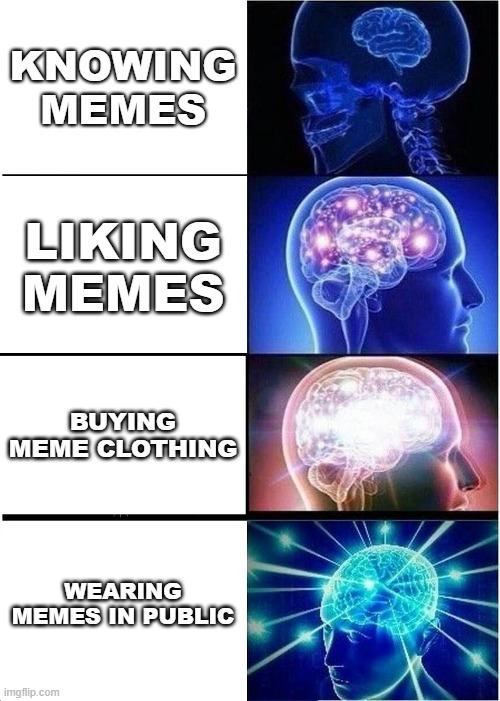 KNOWING
MEMES
LIKING
MEMES
BUYING
MEME CLOTHING
WEARING
MEMES IN PUBLIC
imgflip.com